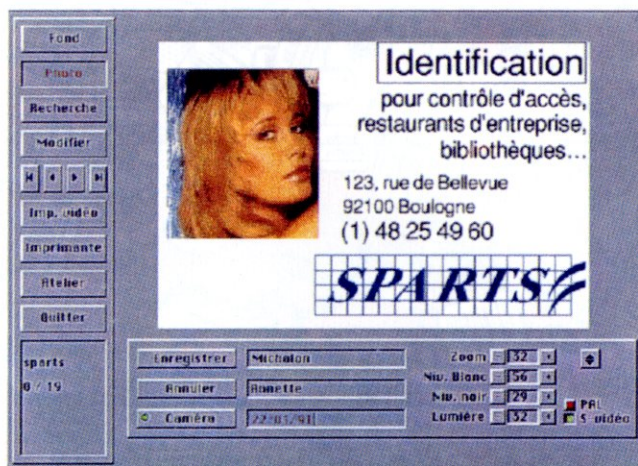 Fond
Photo
Recherche
Modifier
Imp. vidéo
Imprimante
Atelier
Quitter
sparts
0 / 19
Identification
pour contrôle d'accès,
restaurants d'entreprise,
bibliothèques...
123, rue de Bellevue
92100 Boulogne
(1) 48 25 49 60
SPARTS
Enregistrer Michalon
Annuler Annette
Caméra 22/03/91
Zoom - 32 +
Niv. Blanc - 56 +
Niv. noir - 29 +
Lumière - 32 +
PAL
S-vidéo